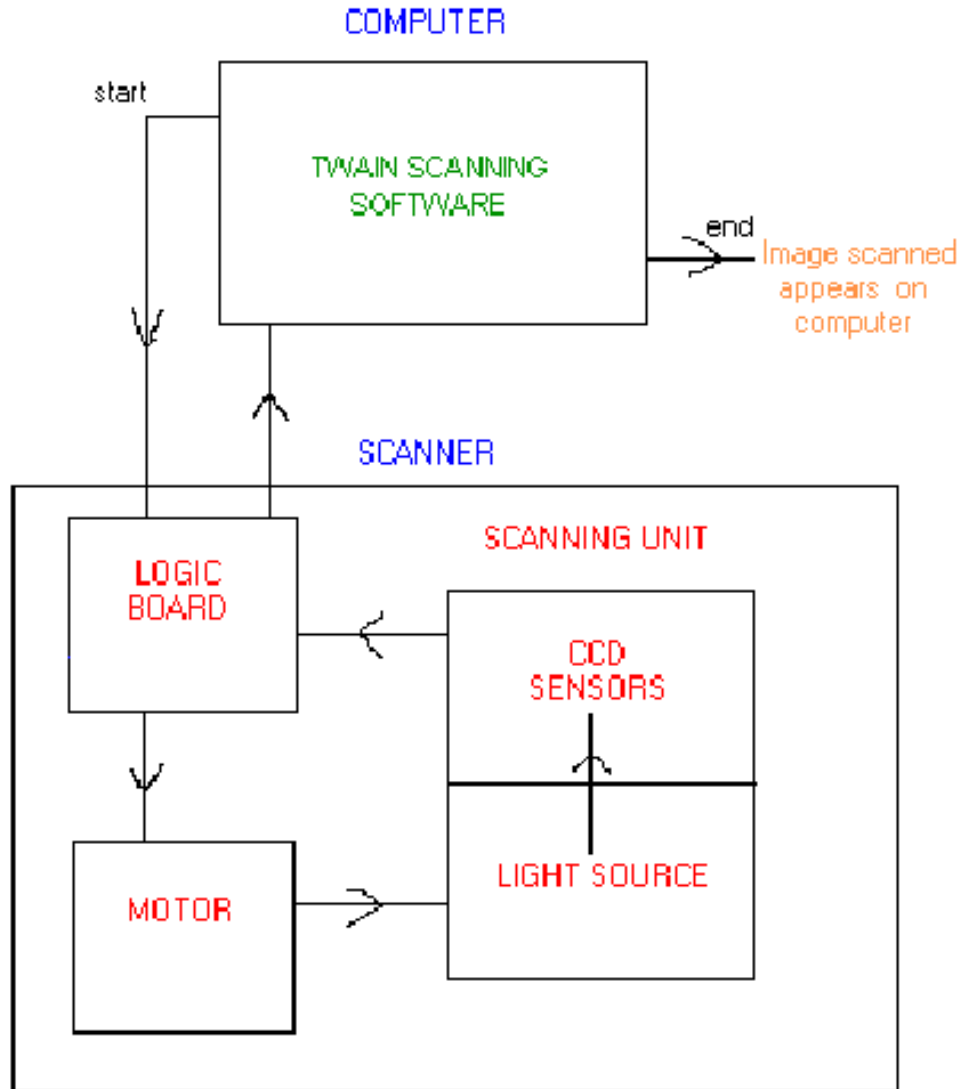 COMPUTER
start
TWAIN SCANNING
SOFTWARE
end
Image scanned
appears on
computer
SCANNER
SCANNING UNIT
LOGIC
BOARD
CCD
SENSORS
LIGHT SOURCE
MOTOR